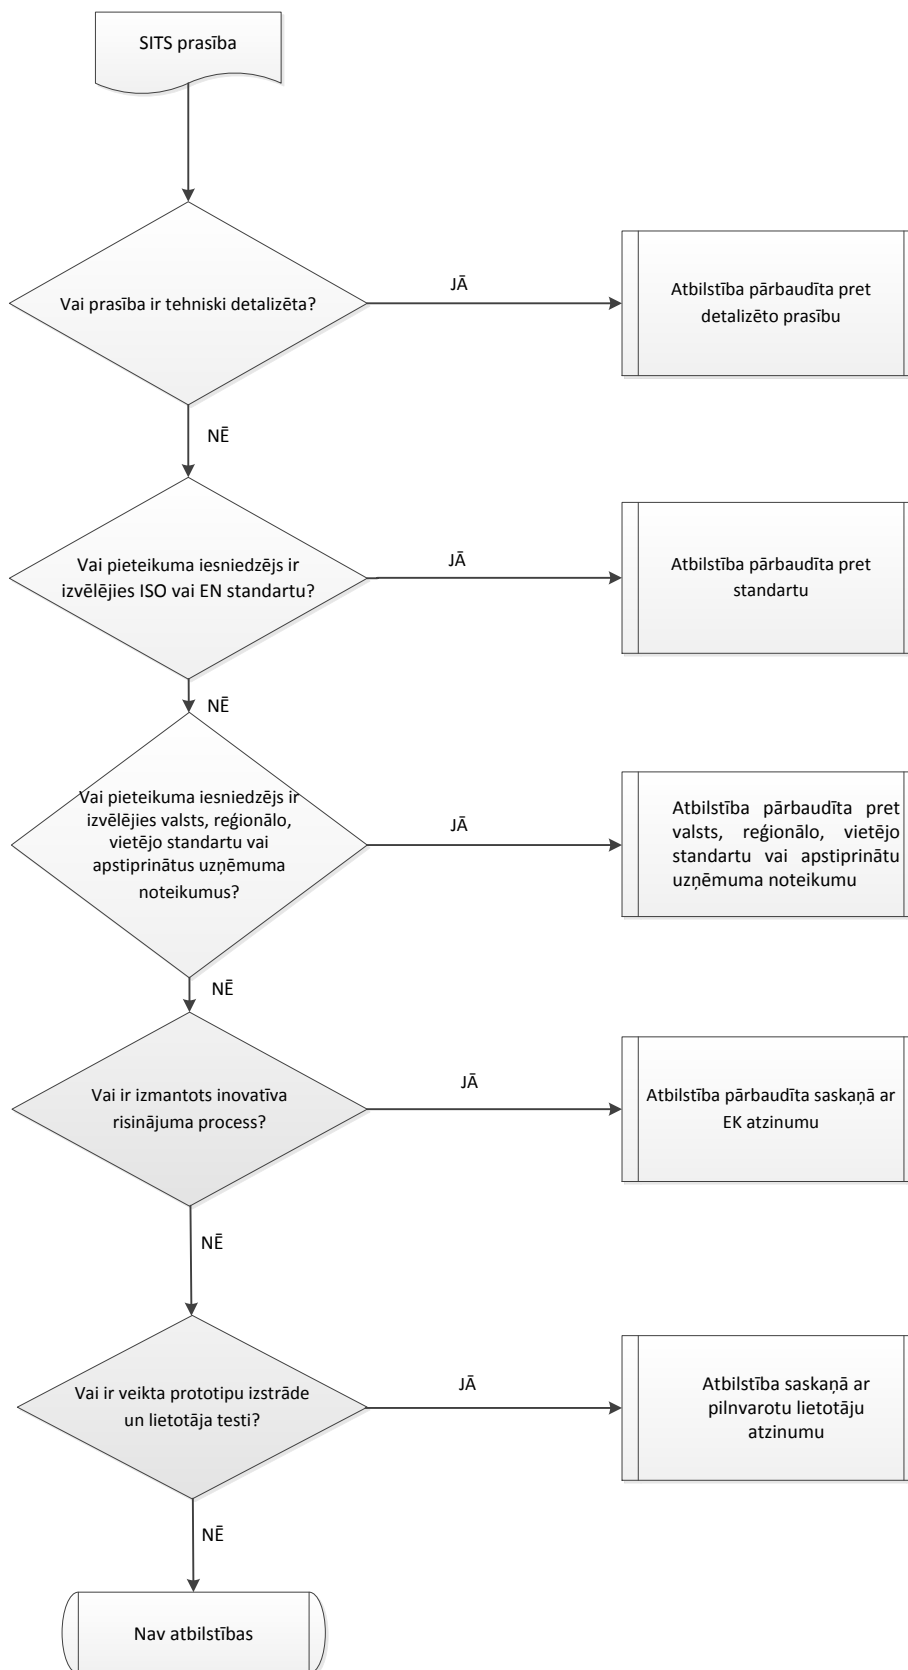 SITS prasība
Vai prasība ir tehniski detalizēta?
JĀ
Atbilstība pārbaudīta pret
detalizēto prasību
NĒ
Vai pieteikuma iesniedzējs ir
izvēlējies ISO vai EN standartu?
JĀ
Atbilstība pārbaudīta pret
standartu
NĒ
Vai pieteikuma iesniedzējs ir
izvēlējies valsts, reģionālo,
vietējo standartu vai
apstiprinātus uzņēmuma
noteikumus?
JĀ
Atbilstība pārbaudīta pret
valsts, reģionālo, vietējo
standartu vai apstiprinātu
uzņēmuma noteikumu
NĒ
Vai ir izmantots inovatīva
risinājuma process?
JĀ
Atbilstība pārbaudīta saskaņā ar
EK atzinumu
NĒ
Vai ir veikta prototipu izstrāde
un lietotāja testi?
JĀ
Atbilstība saskaņā ar
pilnvarotu lietotāju
atzinumu
NĒ
Nav atbilstības